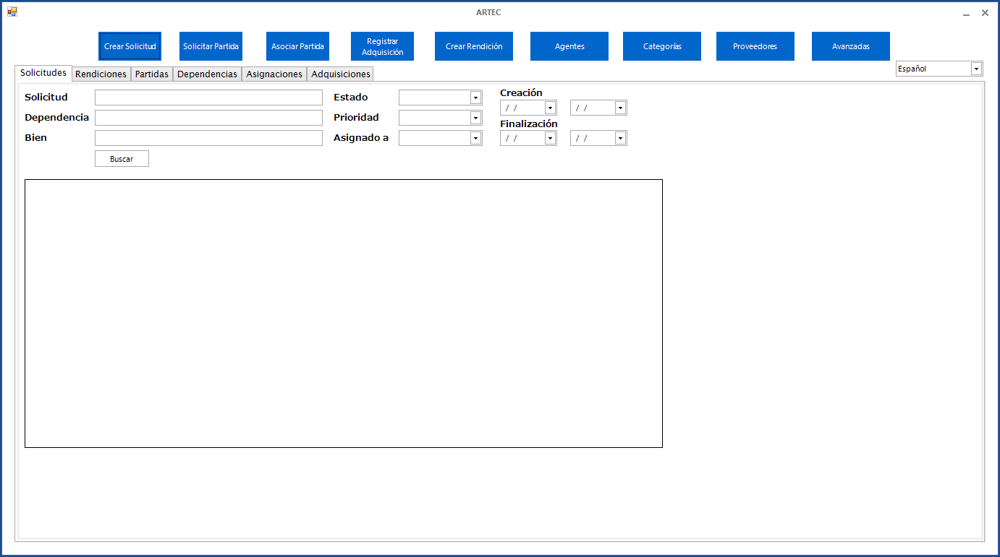 ARTEC
Crear Solicitud
Solicitar Partida
Asociar Partida
Registrar
Adquisición
Crear Rendición
Agentes
Categorías
Proveedores
Avanzadas
Español
Solicitudes
Rendiciones
Partidas
Dependencias
Asignaciones
Adquisiciones
Solicitud
Estado
Creación
/ /
/ /
Dependencia
Prioridad
Finalización
Bien
Asignado a
/ /
/ /
Buscar